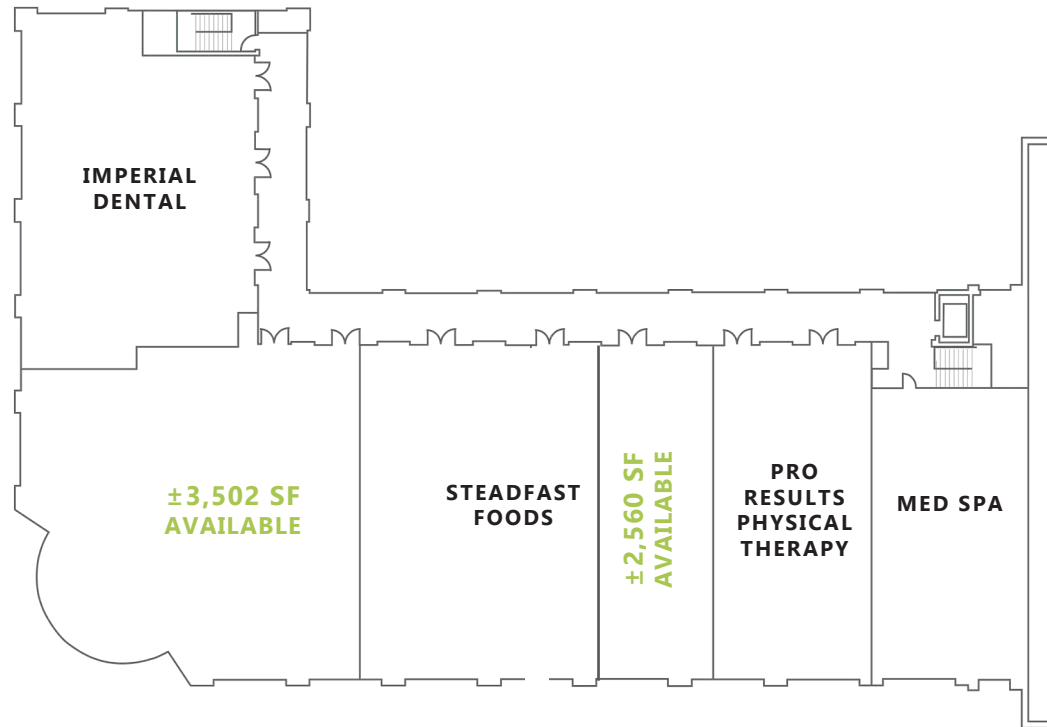 IMPERIAL
DENTAL
±3,502 SF
AVAILABLE
STEADFAST
FOODS
±2,560 SF
AVAILABLE
PRO
RESULTS
PHYSICAL
THERAPY
MED SPA